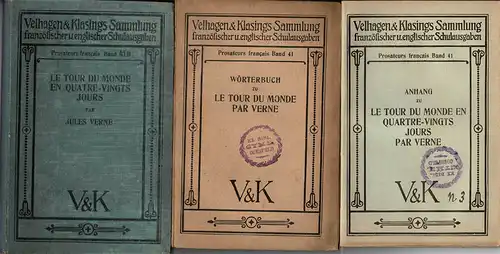 Velhagen & Klasings Sammlung
französischer u. englischer Schulausgaben
Prosateurs français Band 41B
LE TOUR DU MONDE
EN QUATRE-VINGTS
JOURS
PAR
JULES VERNE
V&K
Velhagen & Klasings Sammlung
französischer u. englischer Schulausgaben
Prosateurs français Band 41
WÖRTERBUCH
zu
LE TOUR DU MONDE
PAR VERNE
V&K
Velhagen & Klasings Sammlung
französischer u. englischer Schulausgaben
Prosateurs français Band 41
ANHANG
zu
LE TOUR DU MONDE EN
QUARTRE-VINGTS
JOURS
PAR VERNE
V&K
n. 3